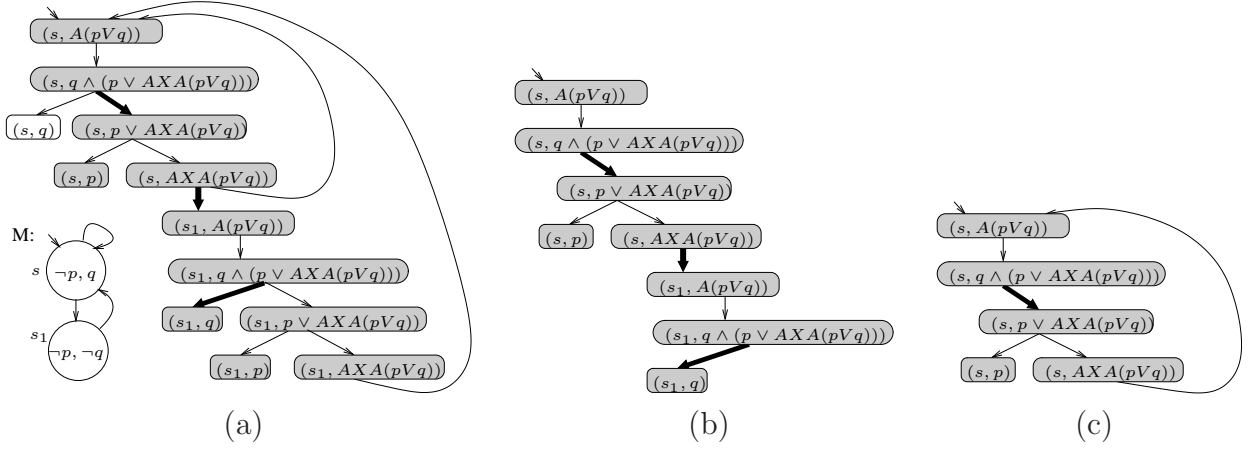 (s, A(pVq))
(s, q ∧ (p ∨ AXA(pVq)))
(s, q)
(s, p ∨ AXA(pVq))
(s, p)
(s, AXA(pVq))
(s₁, A(pVq))
(s₁, q ∧ (p ∨ AXA(pVq)))
(s₁, q)
(s₁, p ∨ AXA(pVq))
(s₁, p)
(s₁, AXA(pVq))
M:
s
¬p, q
s₁
¬p, ¬q
(a)
(s, A(pVq))
(s, q ∧ (p ∨ AXA(pVq)))
(s, p ∨ AXA(pVq))
(s, p)
(s, AXA(pVq))
(s₁, A(pVq))
(s₁, q ∧ (p ∨ AXA(pVq)))
(s₁, q)
(b)
(s, A(pVq))
(s, q ∧ (p ∨ AXA(pVq)))
(s, p ∨ AXA(pVq))
(s, p)
(s, AXA(pVq))
(c)